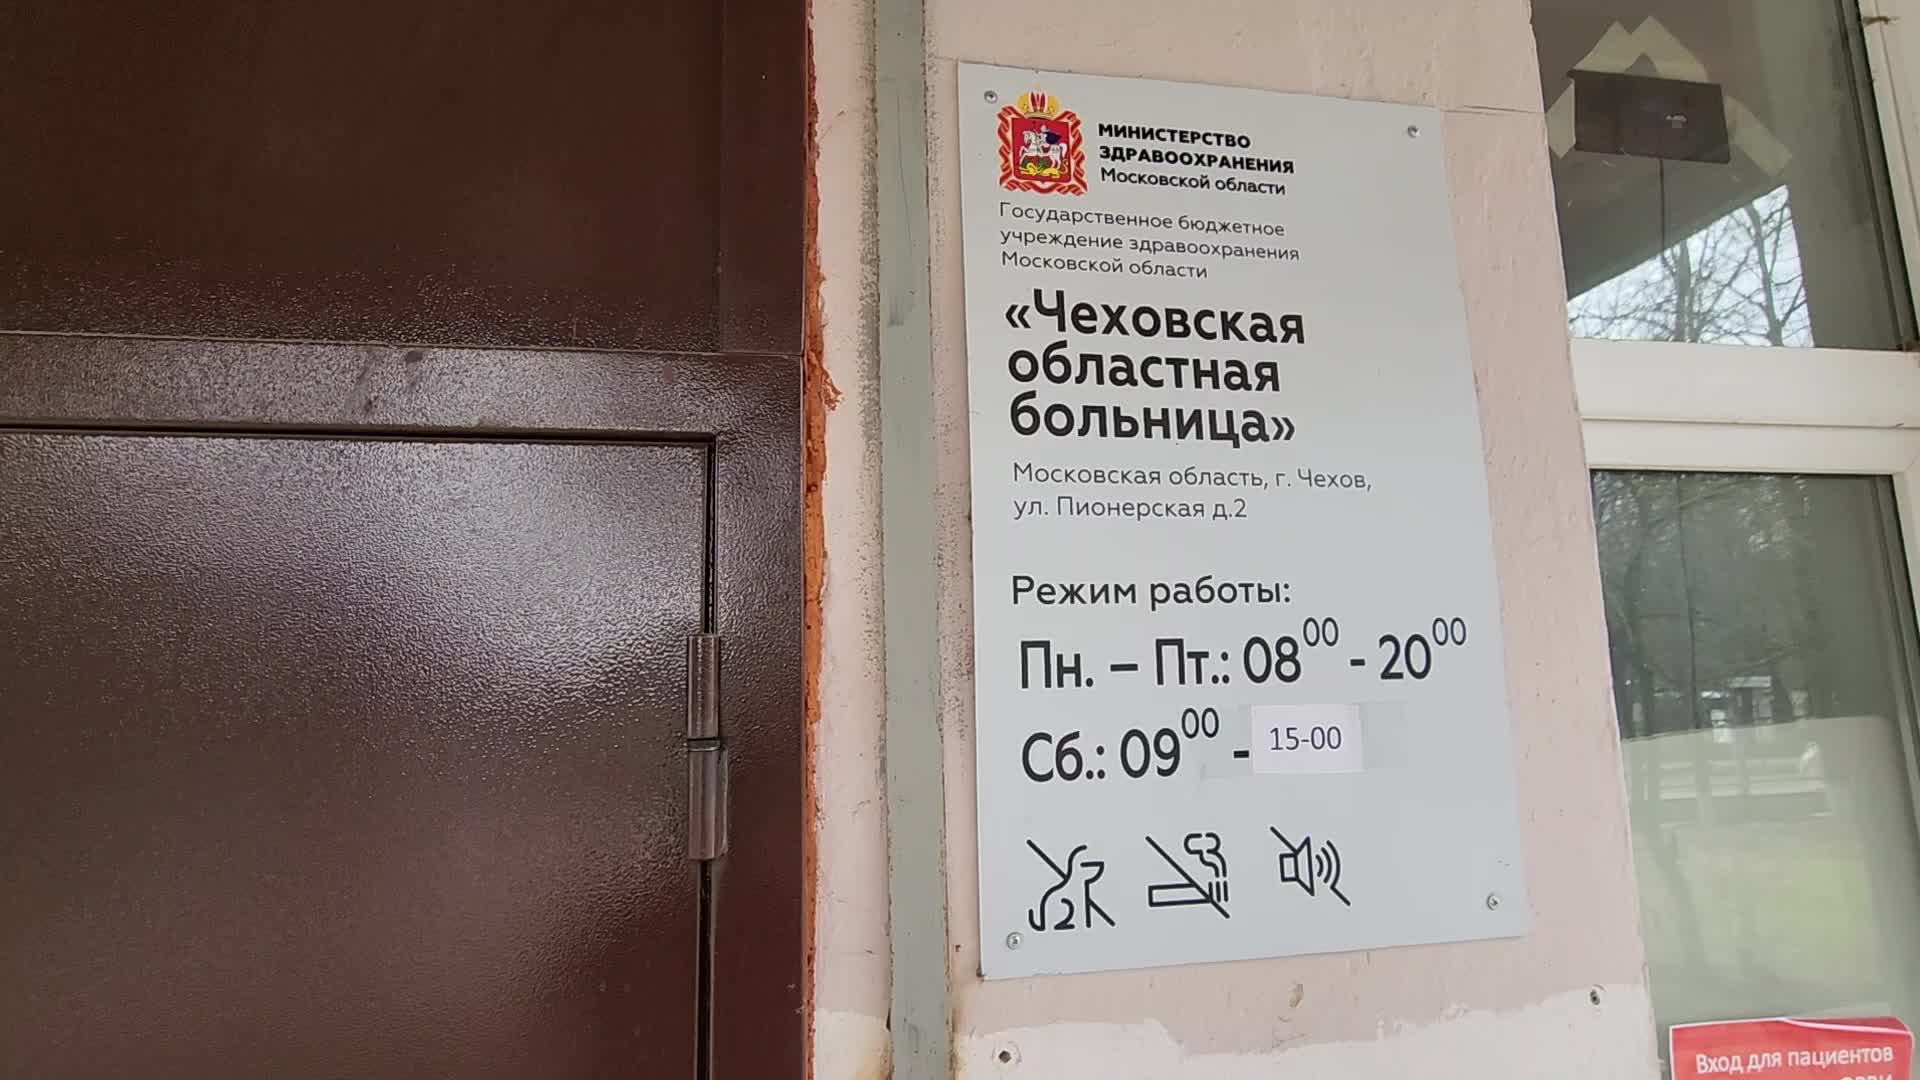 МИНИСТЕРСТВО
ЗДРАВООХРАНЕНИЯ
Московской области
Государственное бюджетное
учреждение здравоохранения
Московской области
«Чеховская
областная
больница»
Московская область, г. Чехов,
ул. Пионерская д.2
Режим работы:
Пн. – Пт.: 08⁰⁰ - 20⁰⁰
Сб.: 09⁰⁰ - 15-00
Вход для пациентов